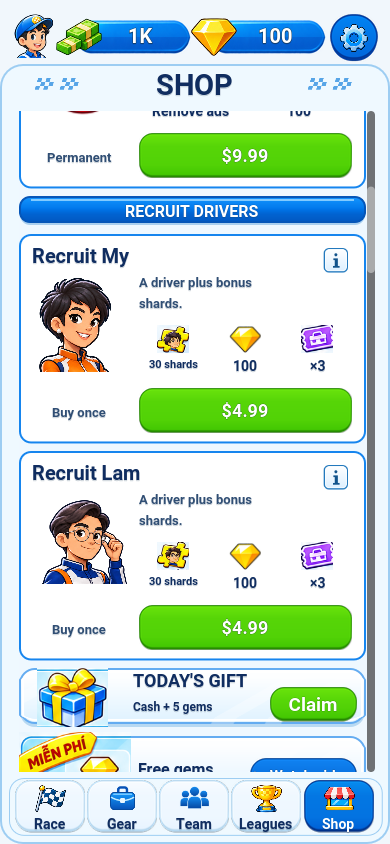 1K
100
SHOP
Remove ads
100
Permanent
$9.99
RECRUIT DRIVERS
Recruit My
i
A driver plus bonus
shards.
30 shards
100
×3
Buy once
$4.99
Recruit Lam
i
A driver plus bonus
shards.
30 shards
100
×3
Buy once
$4.99
TODAY'S GIFT
Cash + 5 gems
Claim
MIỄN PHÍ
Free gems
Race
Gear
Team
Leagues
Shop